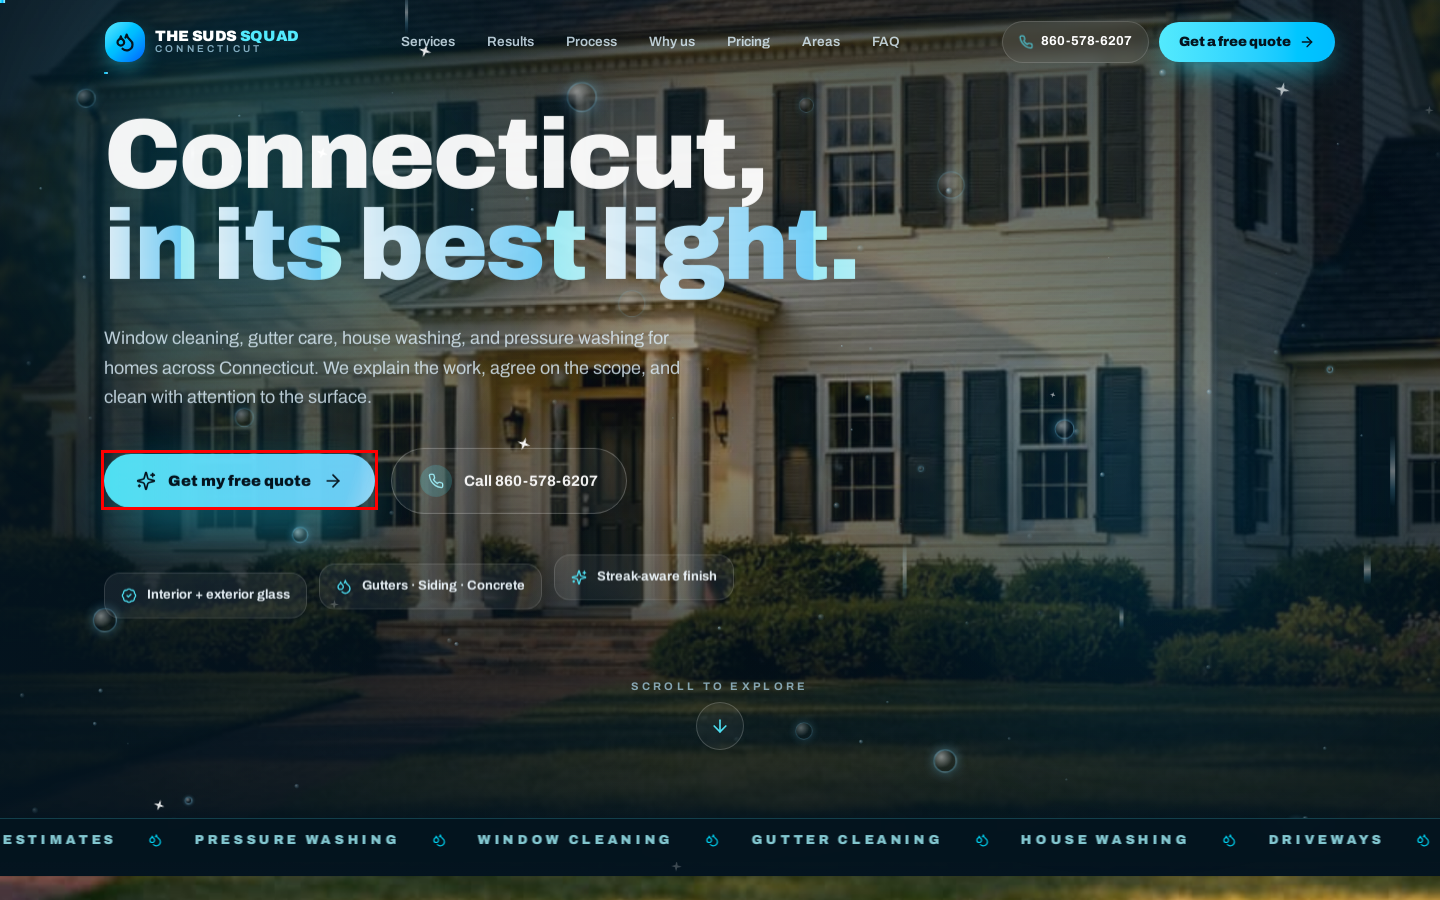 THE SUDS SQUAD
CONNECTICUT
Services
Results
Process
Why us
Pricing
Areas
FAQ
860-578-6207
Get a free quote
Connecticut,
in its best light.
Window cleaning, gutter care, house washing, and pressure washing for
homes across Connecticut. We explain the work, agree on the scope, and
clean with attention to the surface.
Get my free quote
Call 860-578-6207
Interior + exterior glass
Gutters · Siding · Concrete
Streak-aware finish
SCROLL TO EXPLORE
ESTIMATES
PRESSURE WASHING
WINDOW CLEANING
GUTTER CLEANING
HOUSE WASHING
DRIVEWAYS